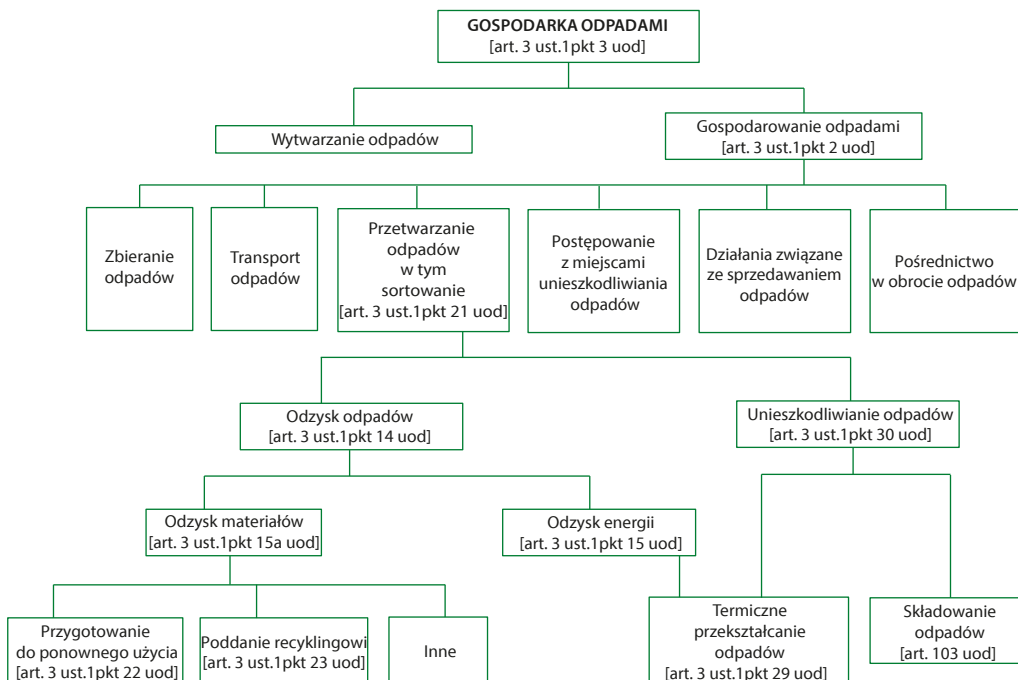 GOSPODARKA ODPADAMI
[art. 3 ust.1pkt 3 uod]
Wytwarzanie odpadów
Gospodarowanie odpadami
[art. 3 ust.1pkt 2 uod]
Zbieranie
odpadów
Transport
odpadów
Przetwarzanie
odpadów
w tym
sortowanie
[art. 3 ust.1pkt 21 uod]
Postępowanie
z miejscami
unieszkodliwiania
odpadów
Działania związane
ze sprzedawaniem
odpadów
Pośrednictwo
w obrocie odpadów
Odzysk odpadów
[art. 3 ust.1pkt 14 uod]
Unieszkodliwianie odpadów
[art. 3 ust.1pkt 30 uod]
Odzysk materiałów
[art. 3 ust.1pkt 15a uod]
Odzysk energii
[art. 3 ust.1pkt 15 uod]
Przygotowanie
do ponownego użycia
[art. 3 ust.1pkt 22 uod]
Poddanie recyklingowi
[art. 3 ust.1pkt 23 uod]
Inne
Termiczne
przekształcanie
odpadów
[art. 3 ust.1pkt 29 uod]
Składowanie
odpadów
[art. 103 uod]